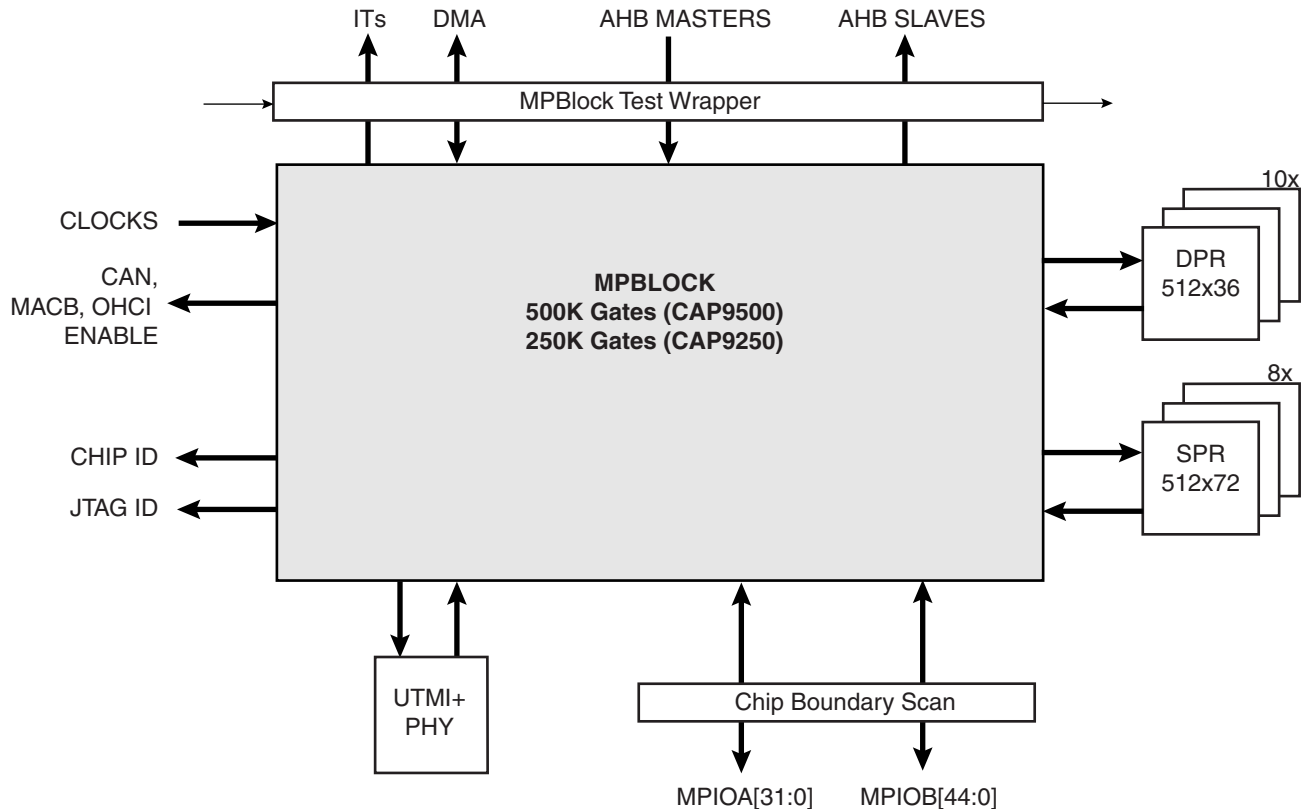 ITs
DMA
AHB MASTERS
AHB SLAVES
MPBlock Test Wrapper
10x
CLOCKS
CAN,
MACB, OHCI
ENABLE
MPBLOCK
500K Gates (CAP9500)
250K Gates (CAP9250)
DPR
512x36
8x
SPR
512x72
CHIP ID
JTAG ID
UTMI+
PHY
Chip Boundary Scan
MPIOA[31:0]
MPIOB[44:0]